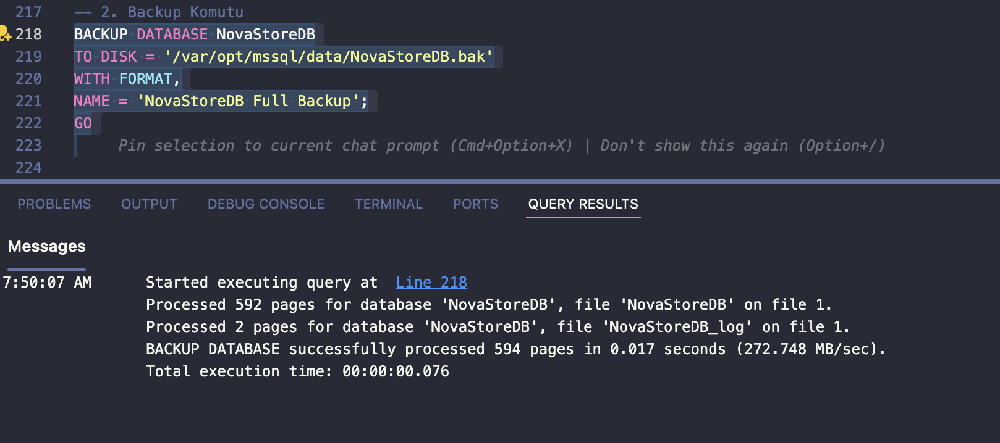 217 -- 2. Backup Komutu
218 BACKUP DATABASE NovaStoreDB
219 TO DISK = '/var/opt/mssql/data/NovaStoreDB.bak'
220 WITH FORMAT,
221 NAME = 'NovaStoreDB Full Backup';
222 GO
223 Pin selection to current chat prompt (Cmd+Option+X) | Don't show this again (Option+/)
224
PROBLEMS OUTPUT DEBUG CONSOLE TERMINAL PORTS QUERY RESULTS
Messages
7:50:07 AM Started executing query at Line 218
Processed 592 pages for database 'NovaStoreDB', file 'NovaStoreDB' on file 1.
Processed 2 pages for database 'NovaStoreDB', file 'NovaStoreDB_log' on file 1.
BACKUP DATABASE successfully processed 594 pages in 0.017 seconds (272.748 MB/sec).
Total execution time: 00:00:00.076